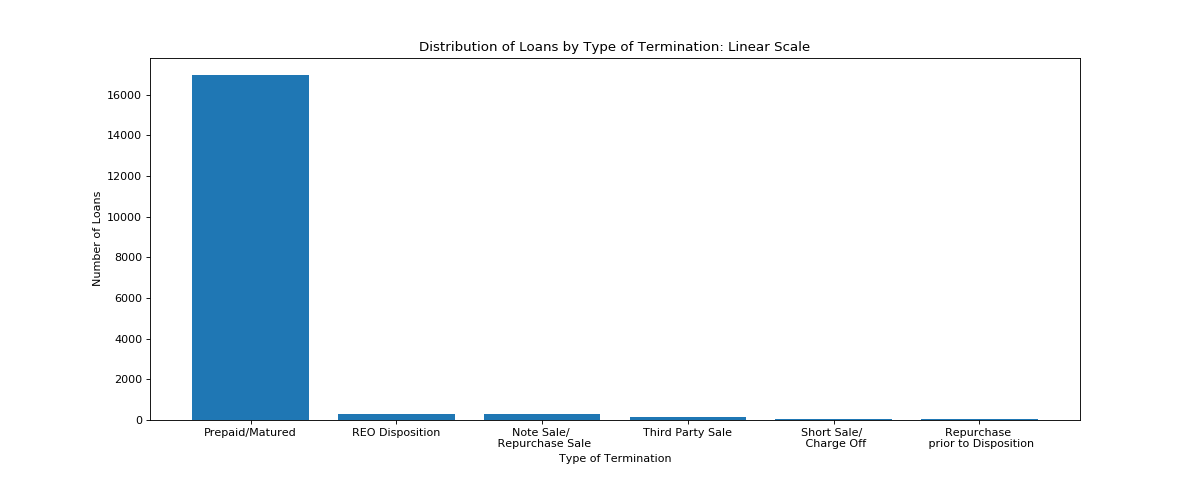 Distribution of Loans by Type of Termination: Linear Scale
Number of Loans
16000
14000
12000
10000
8000
6000
4000
2000
0
Prepaid/Matured
REO Disposition
Note Sale/
Repurchase Sale
Third Party Sale
Short Sale/
Charge Off
Repurchase
prior to Disposition
Type of Termination